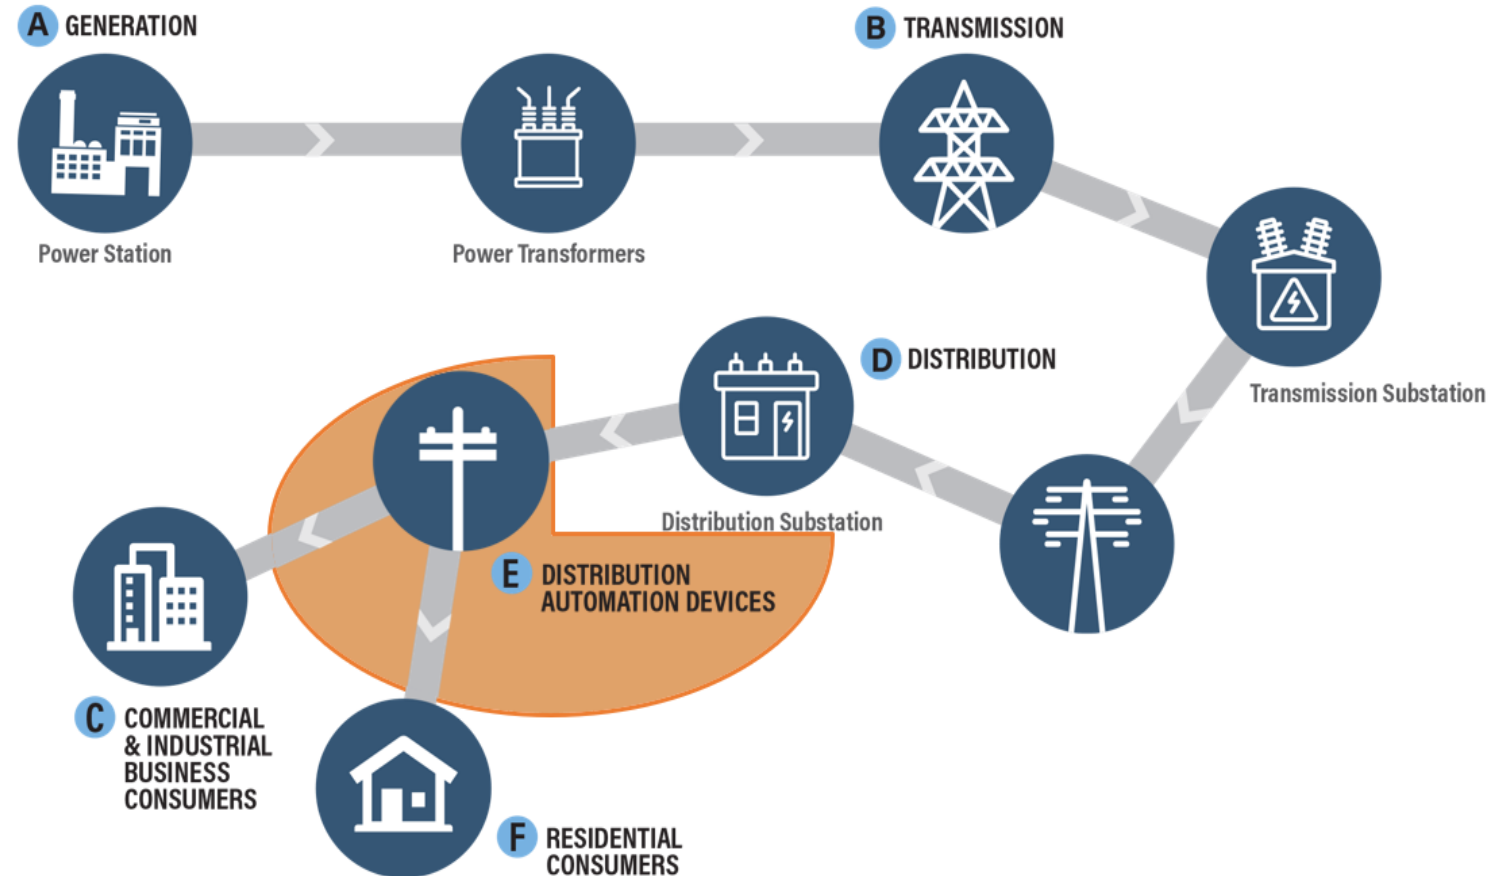 A GENERATION
B TRANSMISSION
Power Station
Power Transformers
D DISTRIBUTION
Transmission Substation
Distribution Substation
E DISTRIBUTION
AUTOMATION DEVICES
C COMMERCIAL
& INDUSTRIAL
BUSINESS
CONSUMERS
F RESIDENTIAL
CONSUMERS